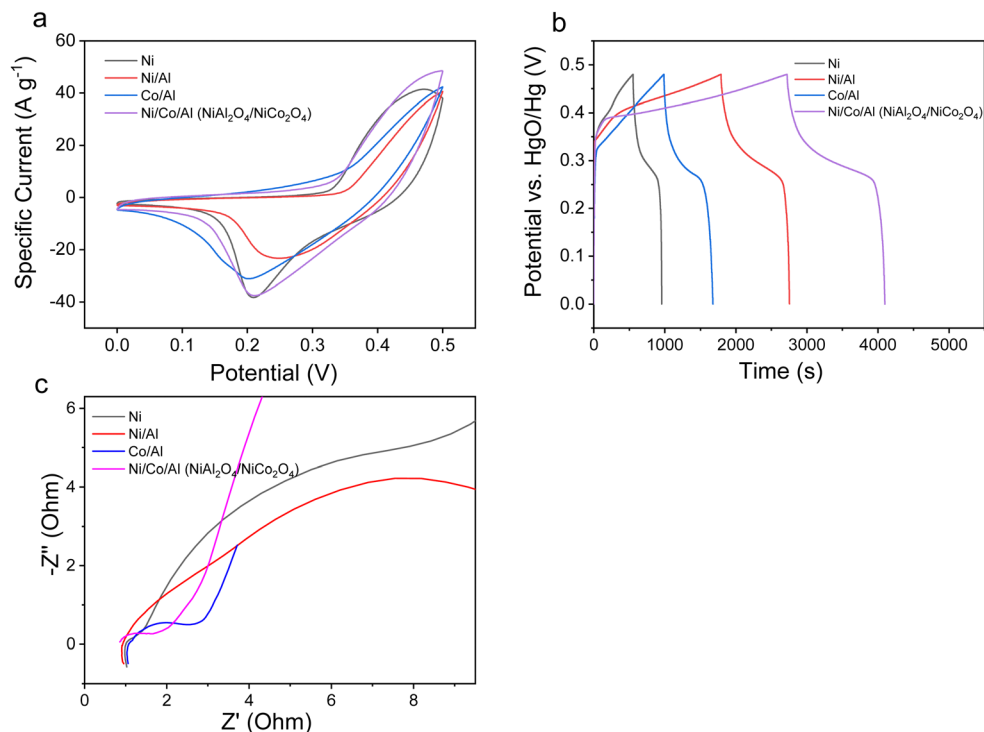 a
60
40
20
0
-20
-40
Specific Current (A g⁻¹)
Ni
Ni/Al
Co/Al
Ni/Co/Al (NiAl₂O₄/NiCo₂O₄)
0.0 0.1 0.2 0.3 0.4 0.5
Potential (V)
b
0.5
0.4
0.3
0.2
0.1
0.0
Potential vs. HgO/Hg (V)
Ni
Ni/Al
Co/Al
Ni/Co/Al (NiAl₂O₄/NiCo₂O₄)
0 1000 2000 3000 4000 5000
Time (s)
c
6
4
2
0
-Z'' (Ohm)
Ni
Ni/Al
Co/Al
Ni/Co/Al (NiAl₂O₄/NiCo₂O₄)
0 2 4 6 8
Z' (Ohm)